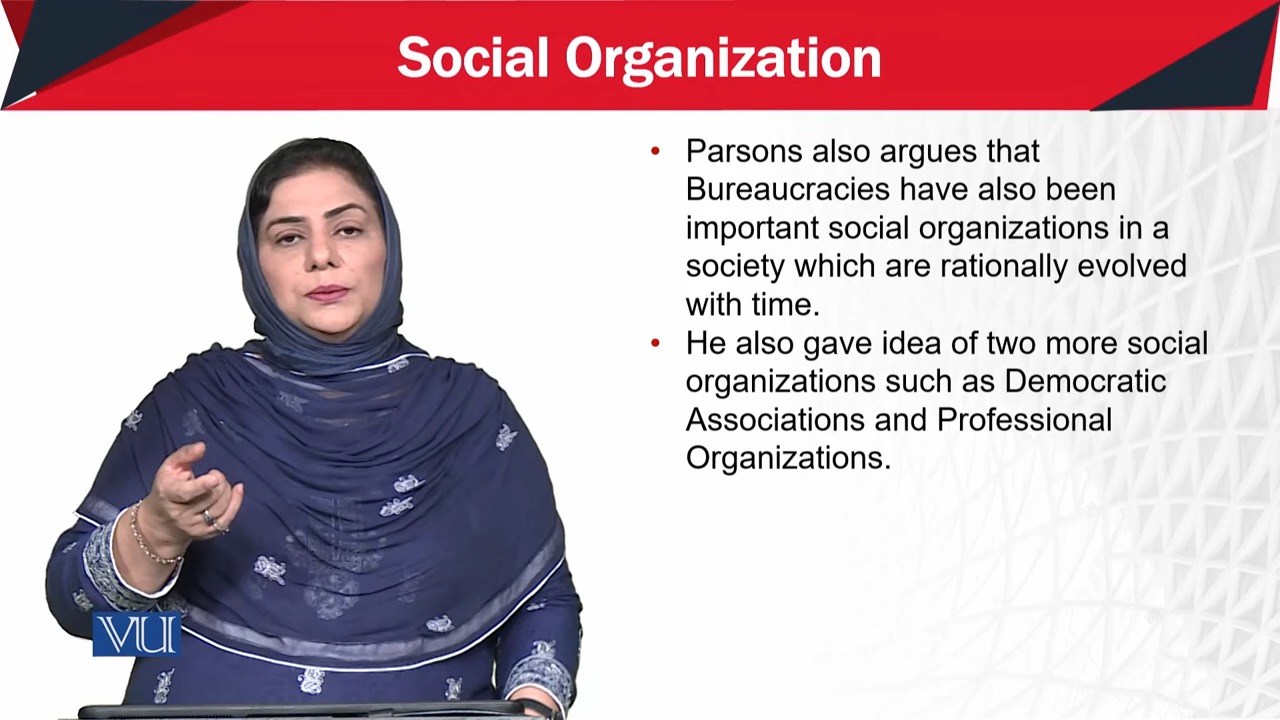 Social Organization
• Parsons also argues that
Bureaucracies have also been
important social organizations in a
society which are rationally evolved
with time.
• He also gave idea of two more social
organizations such as Democratic
Associations and Professional
Organizations.
VU